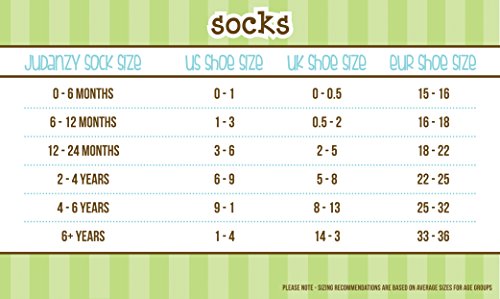 socks
Judanzy Sock Size US Shoe Size UK Shoe Size EUR Shoe Size
0 - 6 MONTHS 0 - 1 0 - 0.5 15 - 16
6 - 12 MONTHS 1 - 3 0.5 - 2 16 - 18
12 - 24 MONTHS 3 - 6 2 - 5 18 - 22
2 - 4 YEARS 6 - 9 5 - 8 22 - 25
4 - 6 YEARS 9 - 1 8 - 13 25 - 32
6+ YEARS 1 - 4 14 - 3 33 - 36
PLEASE NOTE - SIZING RECOMMENDATIONS ARE BASED ON AVERAGE SIZES FOR AGE GROUPS